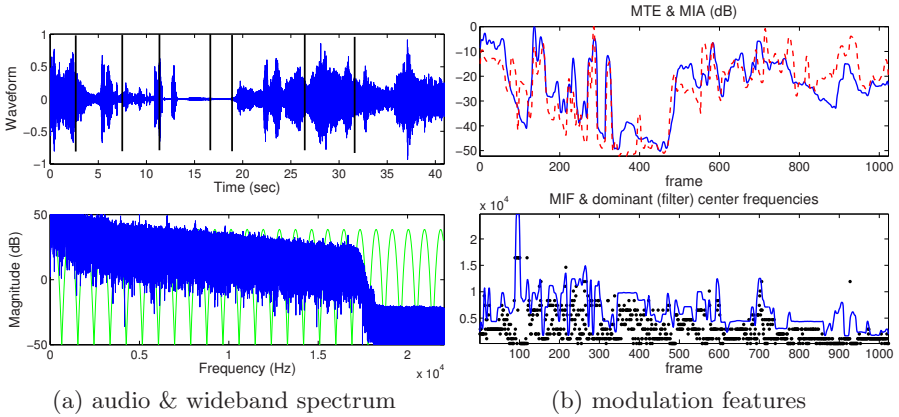 MTE & MIA (dB)
Waveform
1
0.5
0
−0.5
−1
0 5 10 15 20 25 30 35 40
Time (sec)
0
−10
−20
−30
−40
−50
0 200 400 600 800 1000
frame
Magnitude (dB)
50
0
−50
0 0.5 1 1.5 2
Frequency (Hz)
x 10⁴
MIF & dominant (filter) center frequencies
x 10⁴
2.5
2
1.5
1
0.5
100 200 300 400 500 600 700 800 900 1000
frame
(a) audio & wideband spectrum
(b) modulation features